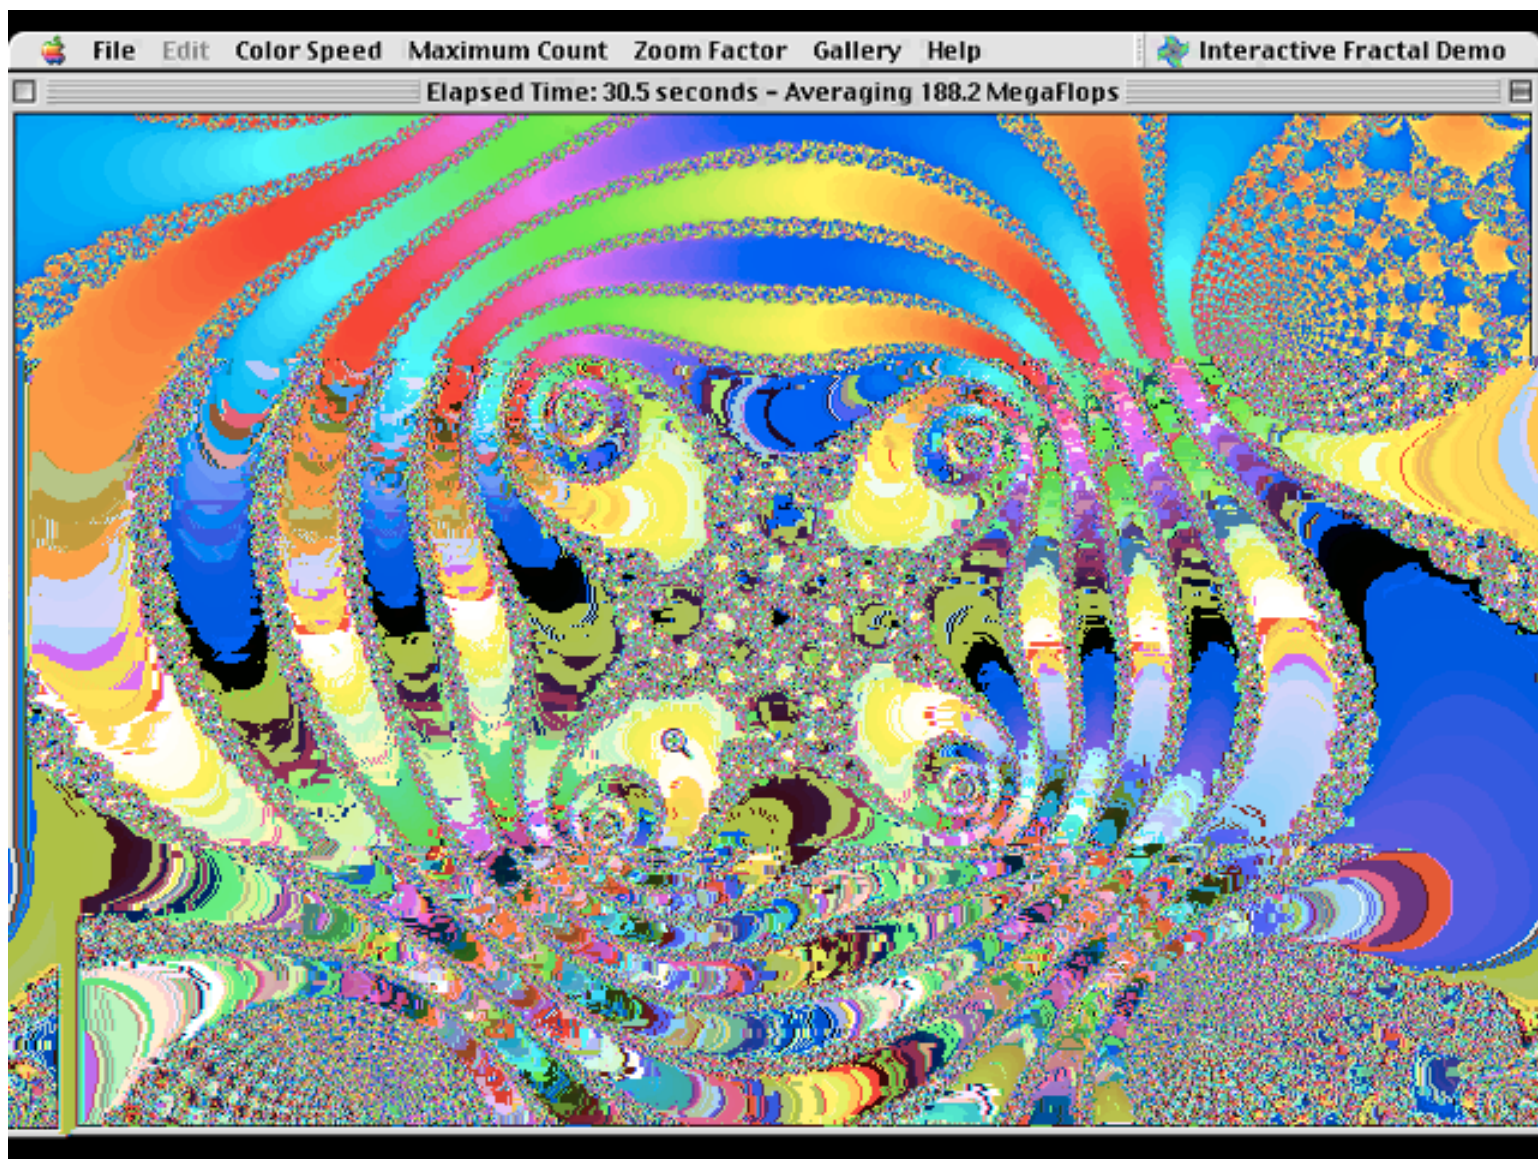 File Edit Color Speed Maximum Count Zoom Factor Gallery Help Interactive Fractal Demo
Elapsed Time: 30.5 seconds – Averaging 188.2 MegaFlops